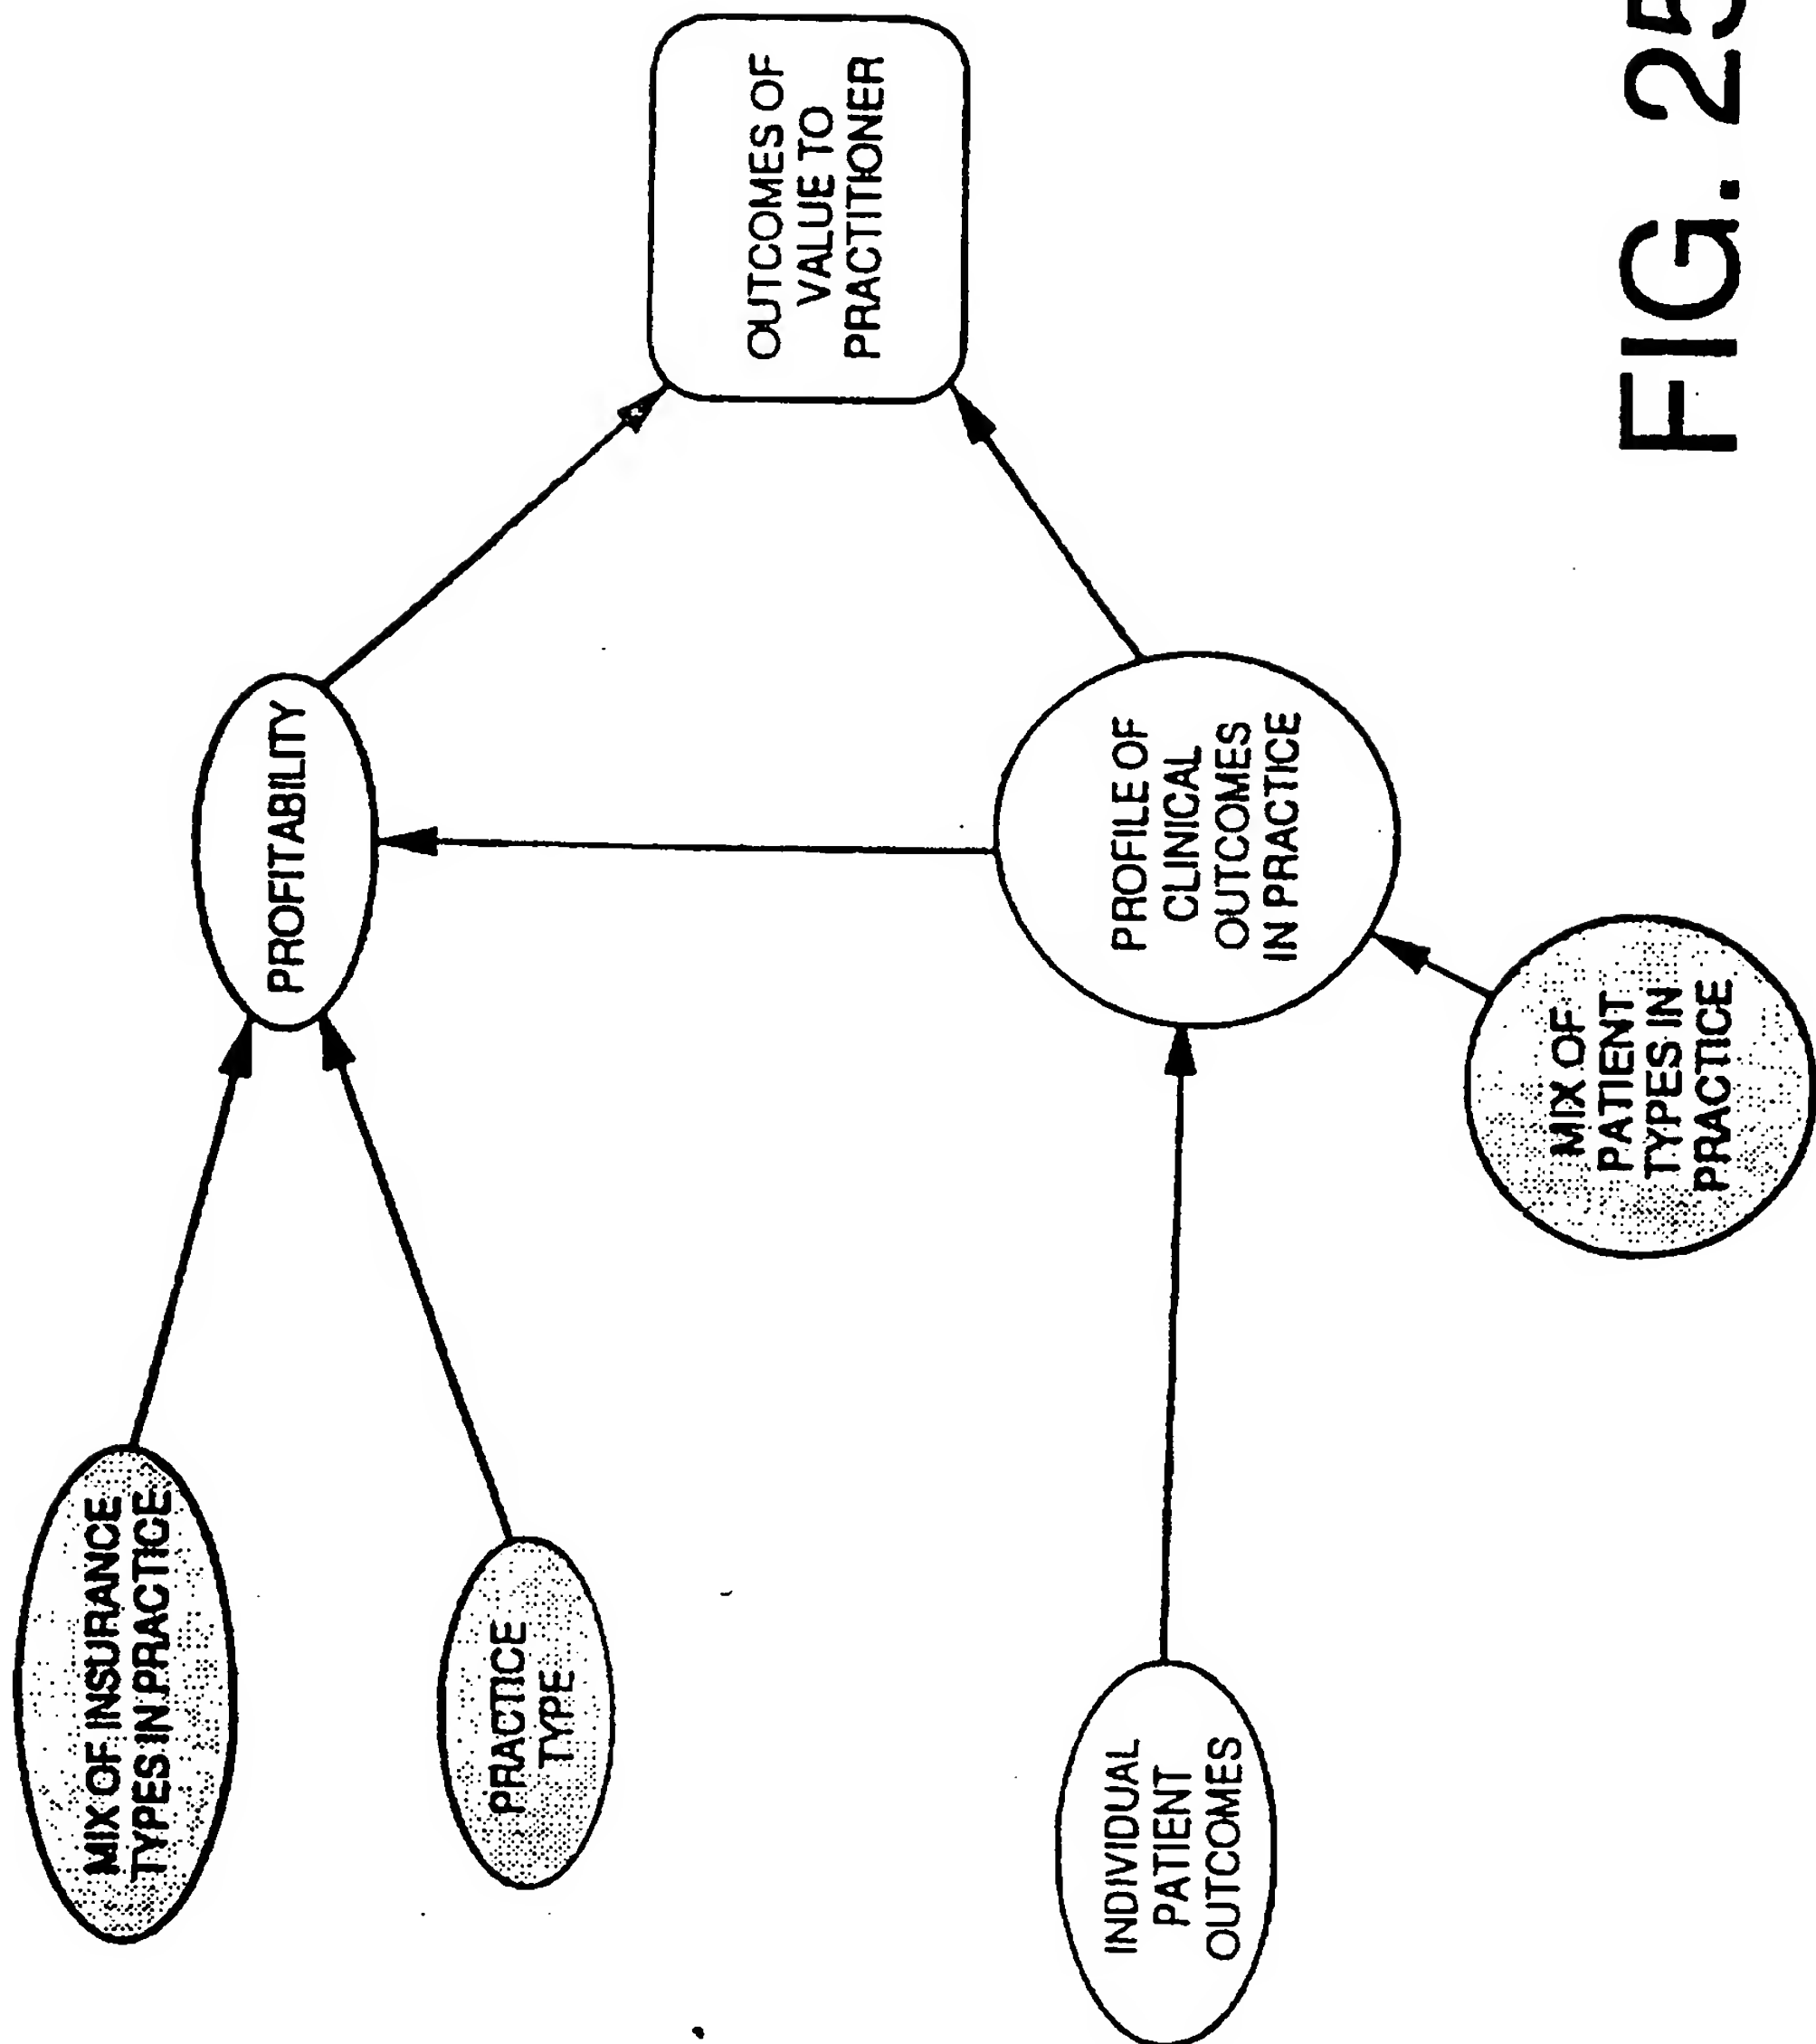 MIX OF INSURANCE
TYPES IN PRACTICE
PRACTICE
TYPE
PROFITABILITY
OUTCOMES OF
VALUE TO
PRACTITIONER
INDIVIDUAL
PATIENT
OUTCOMES
PROFILE OF
CLINICAL
OUTCOMES
IN PRACTICE
MIX OF
PATIENT
TYPES IN
PRACTICE
FIG. 25